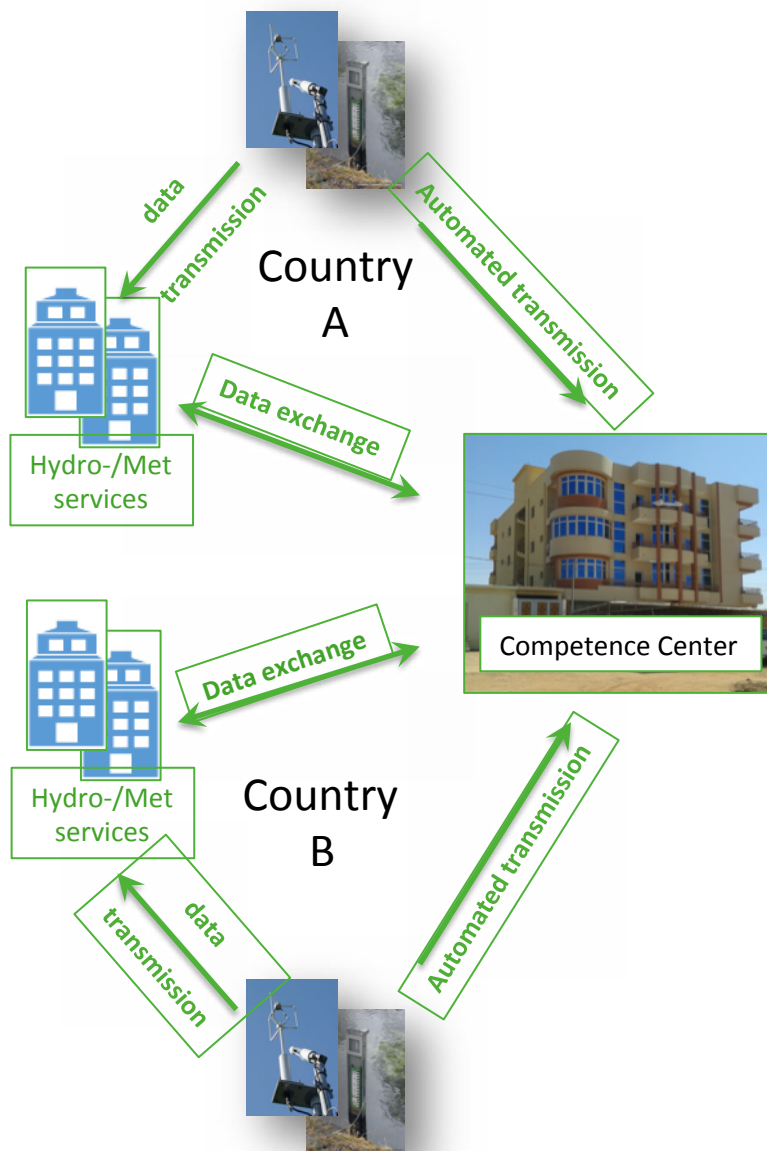 data
transmission
Automated transmission
Country
A
Data exchange
Hydro-/Met
services
Competence Center
Data exchange
Hydro-/Met
services
Country
B
data
transmission
Automated transmission